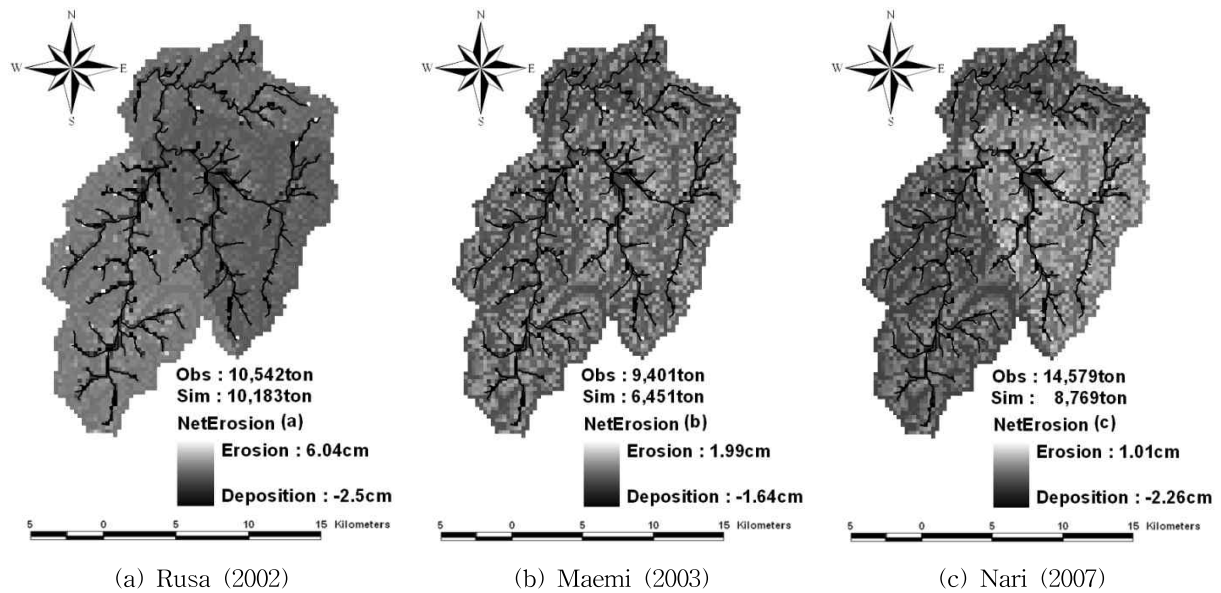 N
W E
S
Obs : 10,542ton
Sim : 10,183ton
NetErosion (a)
Erosion : 6.04cm
Deposition : -2.5cm
5 0 5 10 15 Kilometers
(a) Rusa (2002)
N
W E
S
Obs : 9,401ton
Sim : 6,451ton
NetErosion (b)
Erosion : 1.99cm
Deposition : -1.64cm
5 0 5 10 15 Kilometers
(b) Maemi (2003)
N
W E
S
Obs : 14,579ton
Sim : 8,769ton
NetErosion (c)
Erosion : 1.01cm
Deposition : -2.26cm
5 0 5 10 15 Kilometers
(c) Nari (2007)